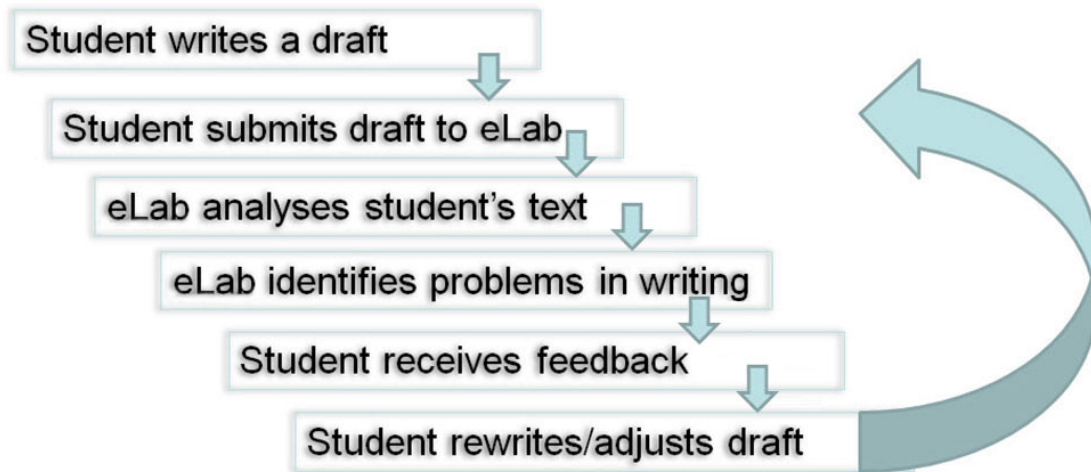 Student writes a draft
Student submits draft to eLab
eLab analyses student's text
eLab identifies problems in writing
Student receives feedback
Student rewrites/adjusts draft